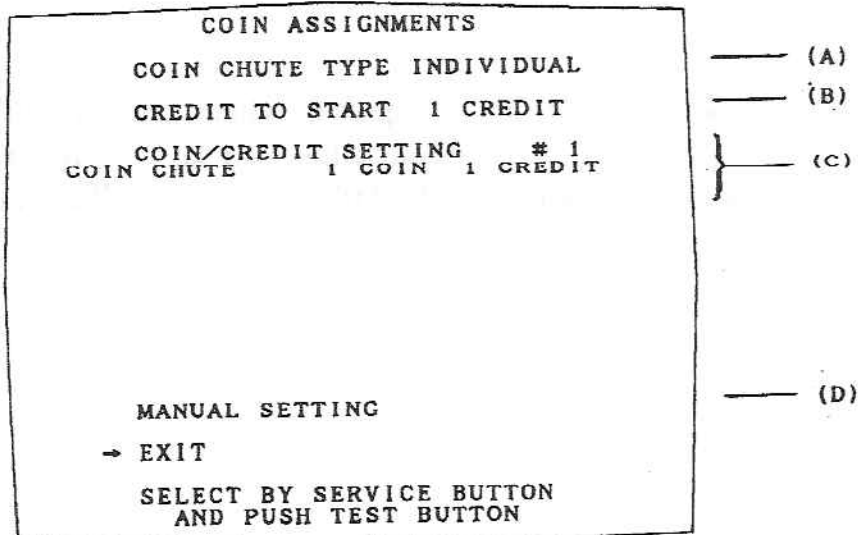 COIN ASSIGNMENTS
COIN CHUTE TYPE INDIVIDUAL
(A)
CREDIT TO START 1 CREDIT
(B)
COIN/CREDIT SETTING # 1
COIN CHUTE 1 COIN 1 CREDIT
(C)
MANUAL SETTING
(D)
→ EXIT
SELECT BY SERVICE BUTTON
AND PUSH TEST BUTTON